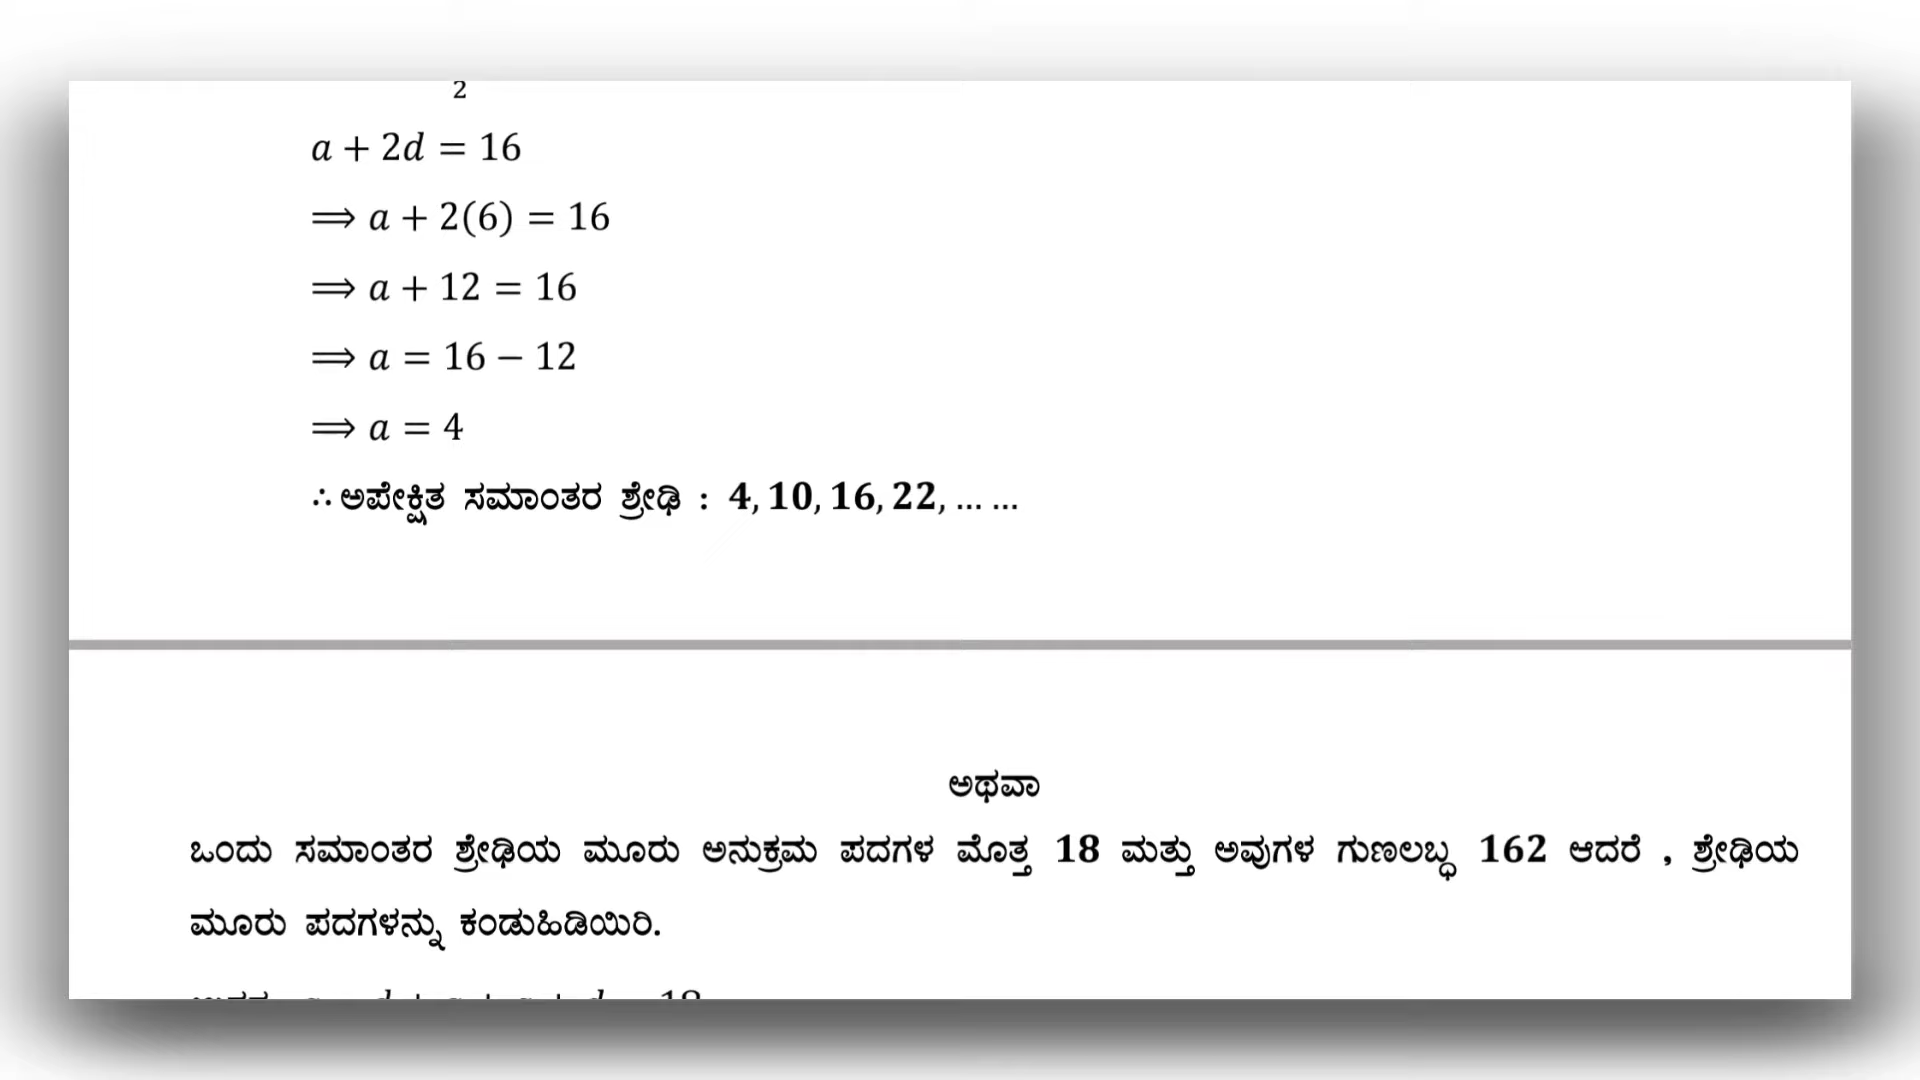 2
a + 2d = 16
⟹ a + 2(6) = 16
⟹ a + 12 = 16
⟹ a = 16 − 12
⟹ a = 4
∴ ಅಪೇಕ್ಷಿತ ಸಮಾಂತರ ಶ್ರೇಢಿ : 4, 10, 16, 22, … …
ಅಥವಾ
ಒಂದು ಸಮಾಂತರ ಶ್ರೇಢಿಯ ಮೂರು ಅನುಕ್ರಮ ಪದಗಳ ಮೊತ್ತ 18 ಮತ್ತು ಅವುಗಳ ಗುಣಲಬ್ಧ 162 ಆದರೆ , ಶ್ರೇಢಿಯ
ಮೂರು ಪದಗಳನ್ನು ಕಂಡುಹಿಡಿಯಿರಿ.